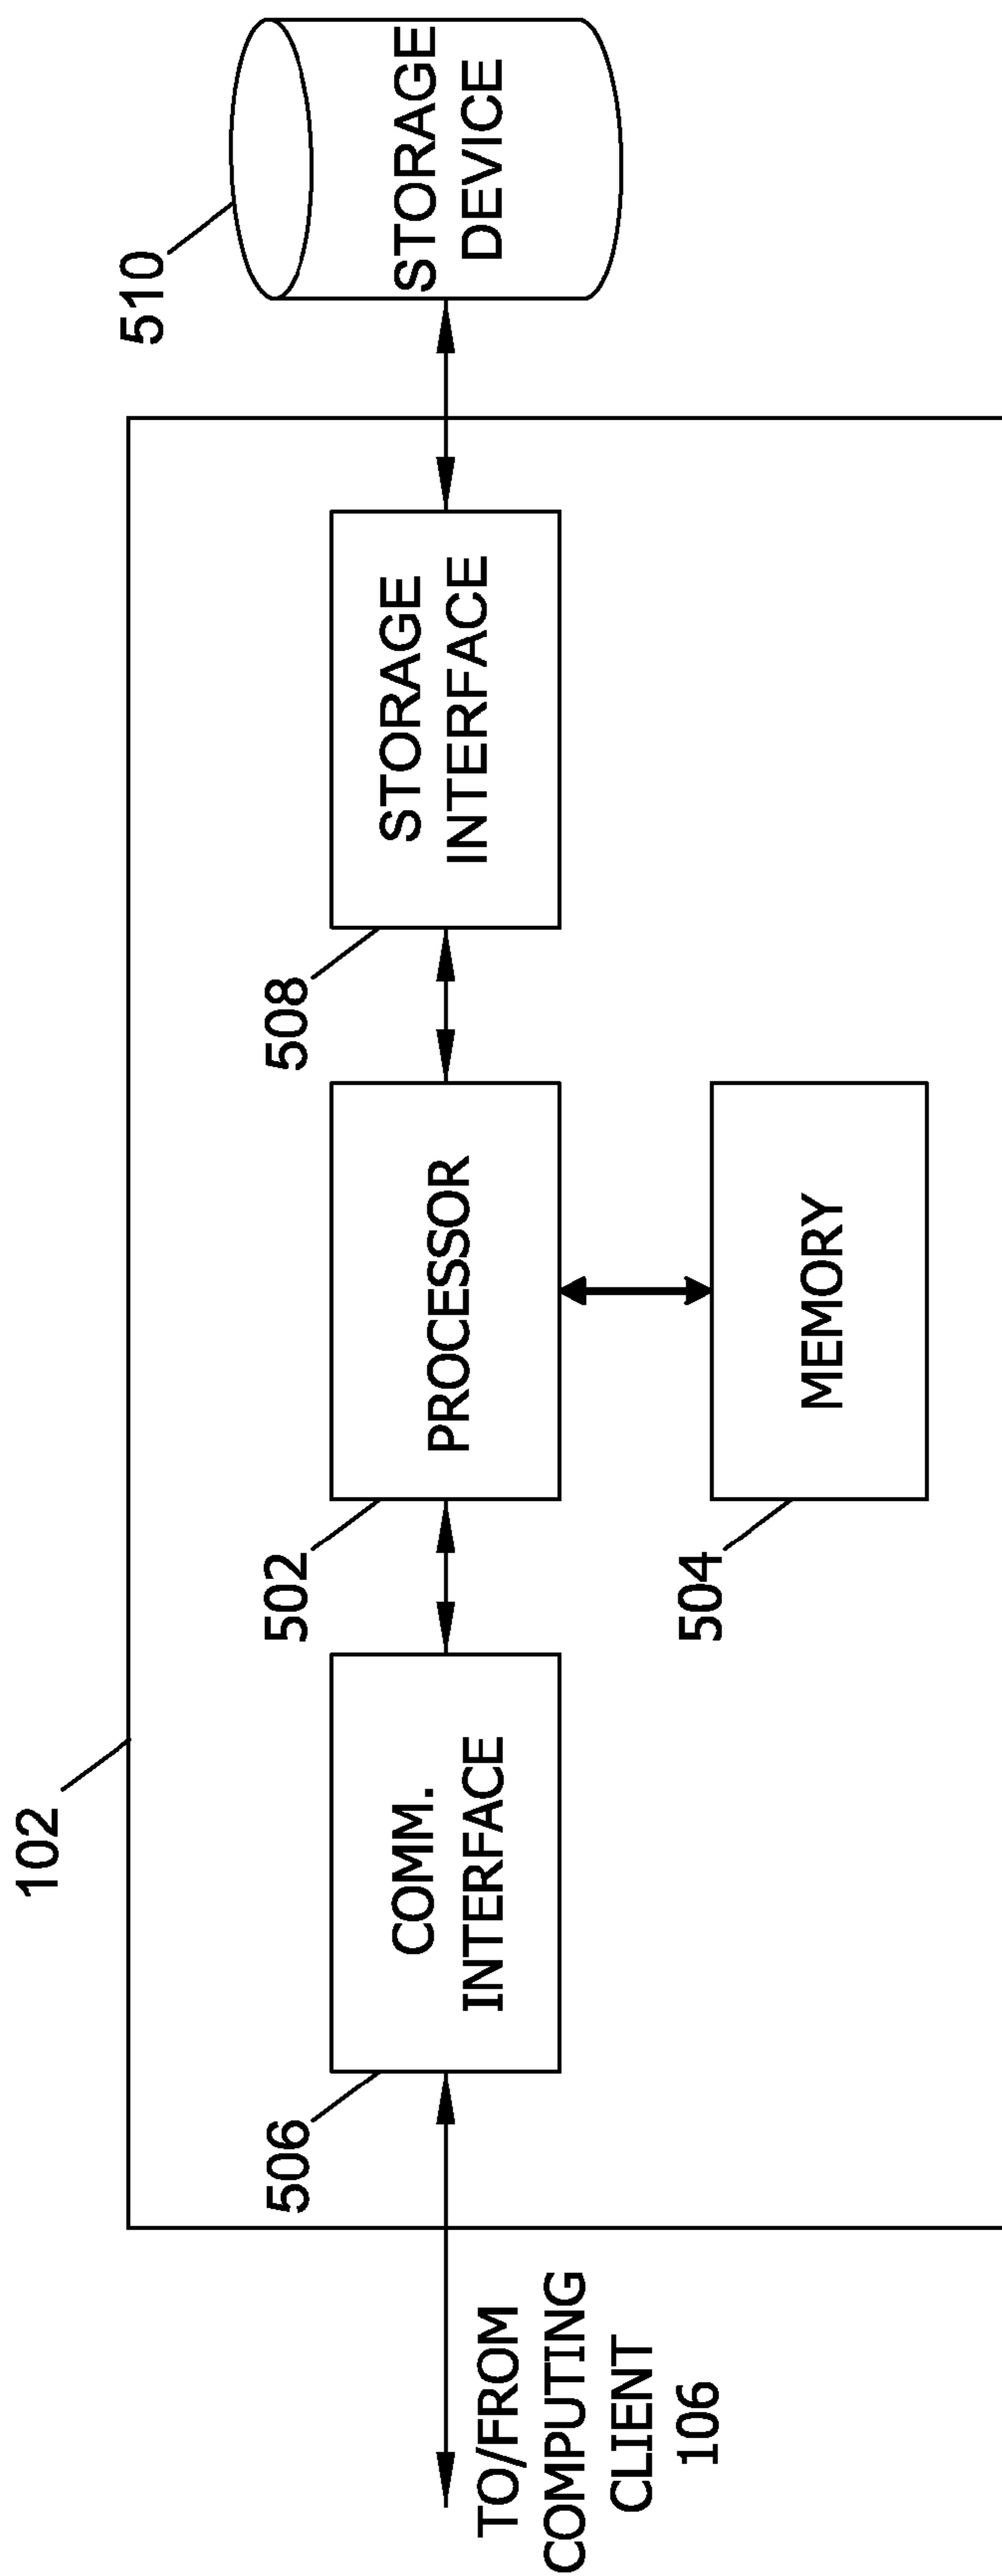 102
506
COMM.
INTERFACE
502
PROCESSOR
508
STORAGE
INTERFACE
510
STORAGE
DEVICE
504
MEMORY
TO/FROM
COMPUTING
CLIENT
106